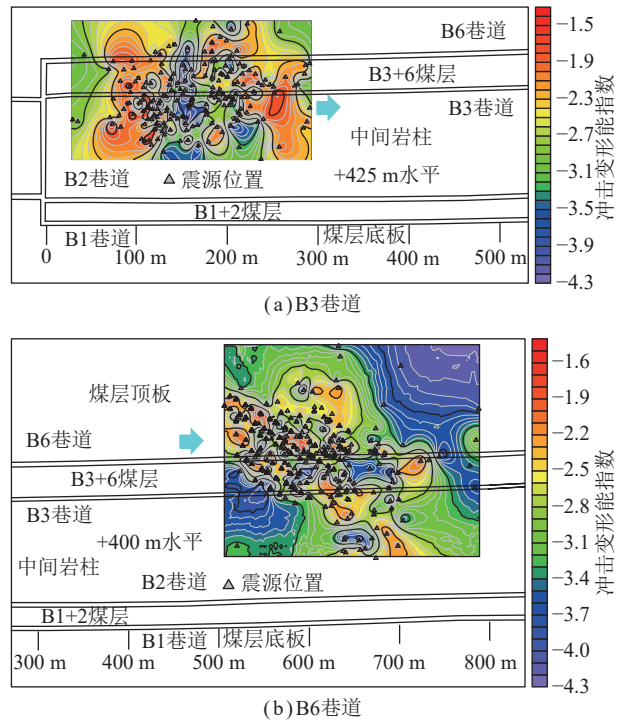 B6巷道
B3+6煤层
B3巷道
中间岩柱
+425 m水平
B2巷道
震源位置
B1+2煤层
B1巷道
煤层底板
0
100 m
200 m
300 m
400 m
500 m
−1.5
−1.9
−2.3
−2.7
−3.1
−3.5
−3.9
−4.3
冲击变形能指数
(a)B3巷道
煤层顶板
B6巷道
B3+6煤层
B3巷道
+400 m水平
中间岩柱
B2巷道
震源位置
B1+2煤层
B1巷道
煤层底板
300 m
400 m
500 m
600 m
700 m
800 m
−1.6
−1.9
−2.2
−2.5
−2.8
−3.1
−3.4
−3.7
−4.0
−4.3
冲击变形能指数
(b)B6巷道